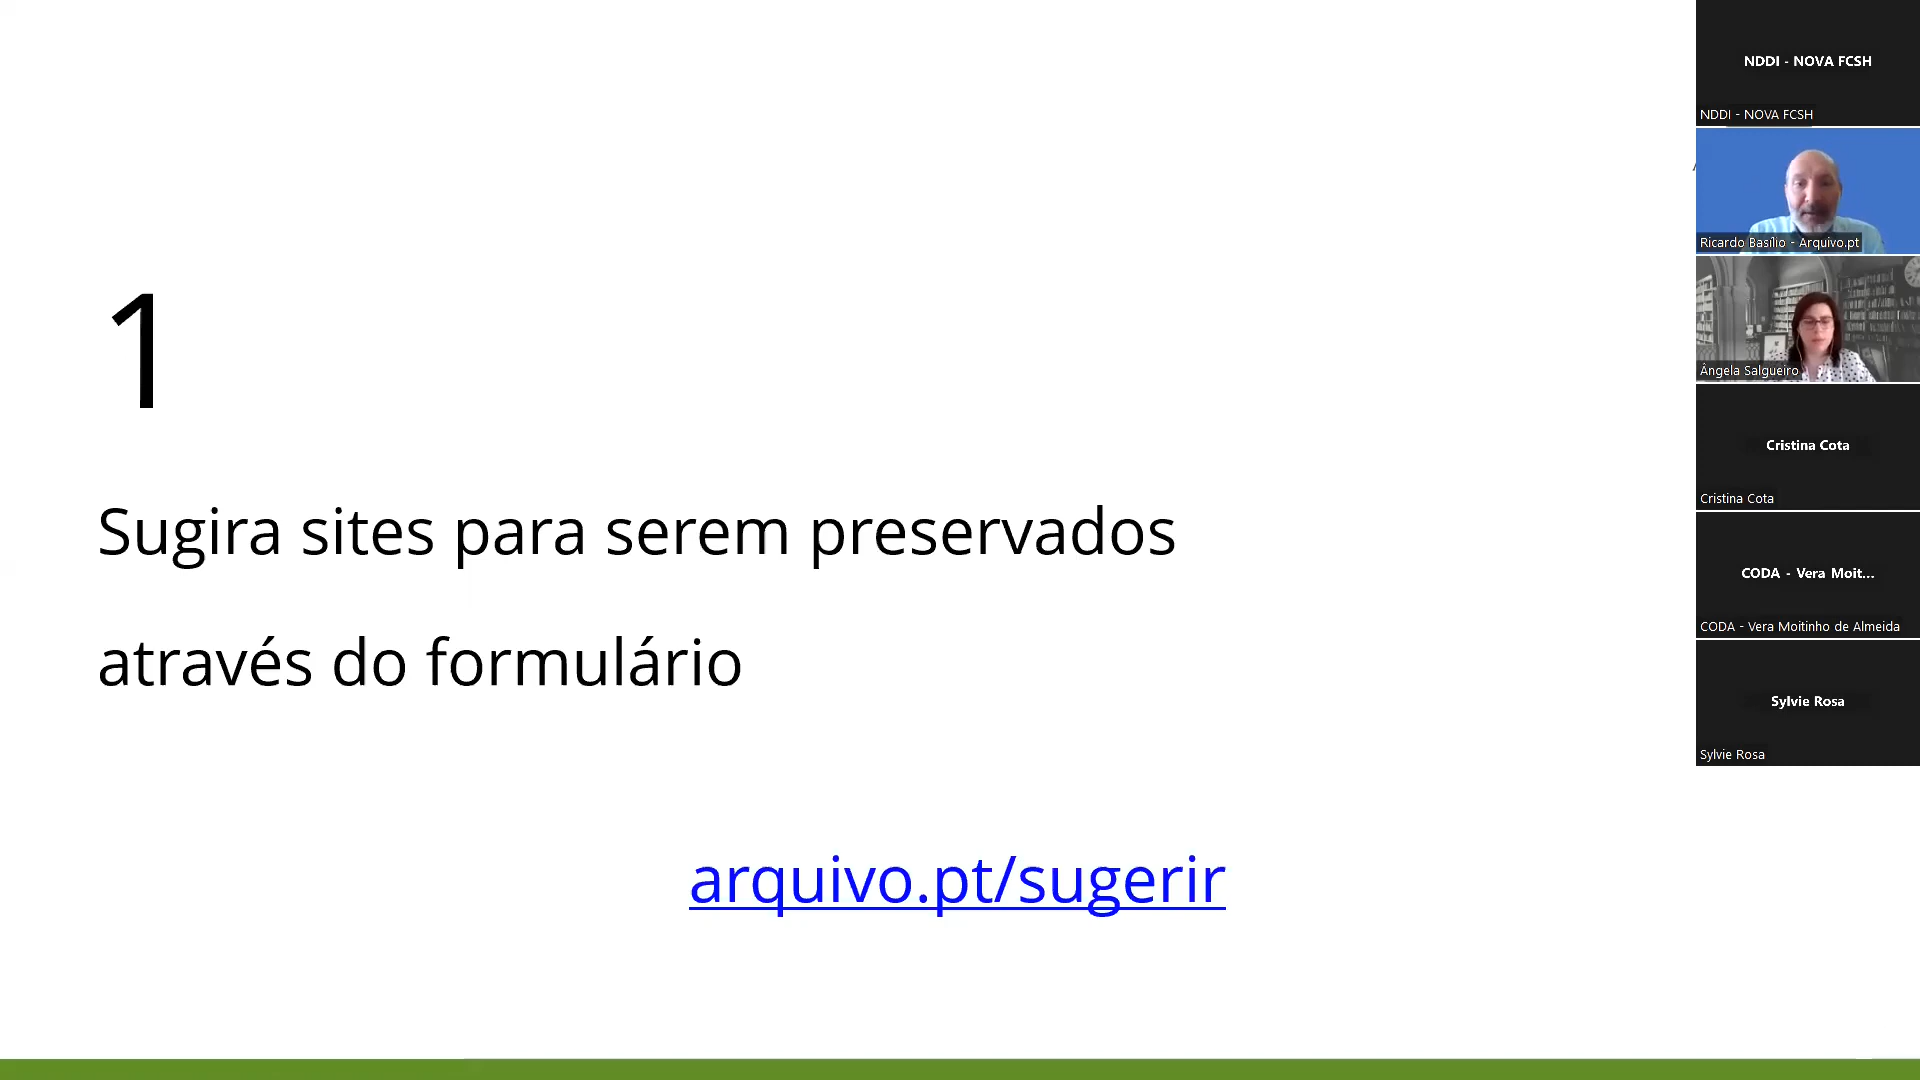 1
Sugira sites para serem preservados
através do formulário
arquivo.pt/sugerir
NDDI - NOVA FCSH
NDDI - NOVA FCSH
Ricardo Basílio - Arquivo.pt
Ângela Salgueiro
Cristina Cota
Cristina Cota
CODA - Vera Moit...
CODA - Vera Moitinho de Almeida
Sylvie Rosa
Sylvie Rosa